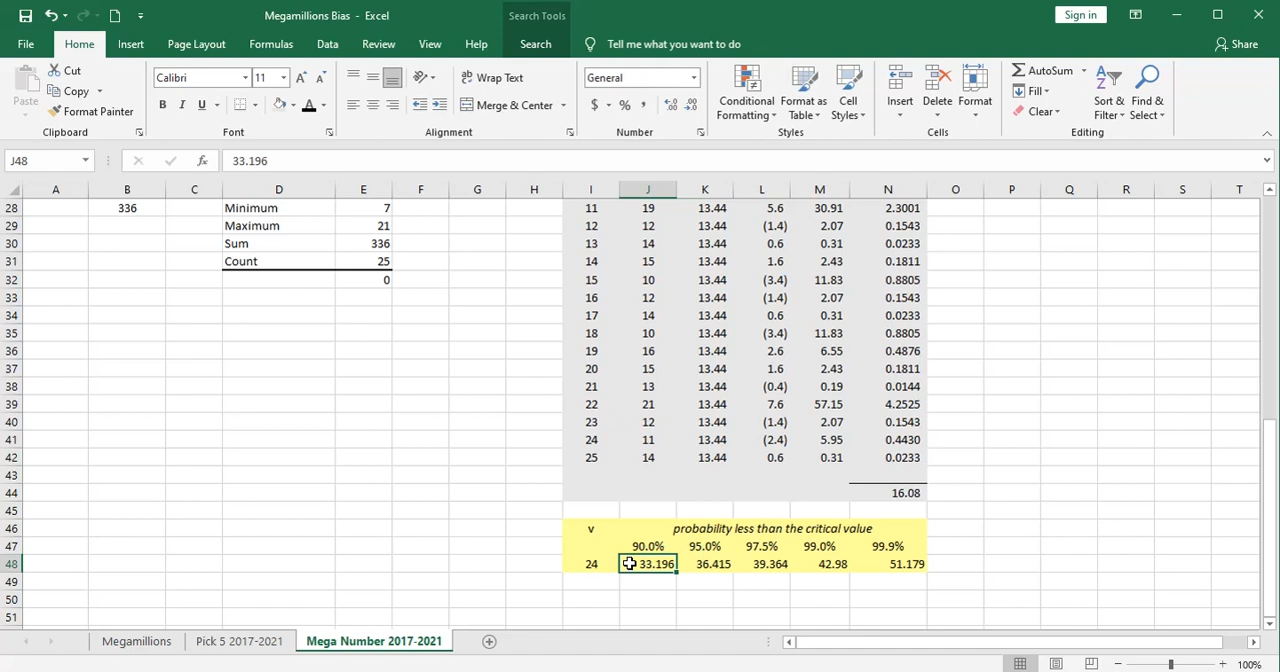 Megamillions Bias - Excel
Search Tools
Sign in
File Home Insert Page Layout Formulas Data Review View Help Search Tell me what you want to do Share
Paste
Cut
Copy
Format Painter
Clipboard
Calibri 11 A A
B I U A
Font
Wrap Text
Merge & Center
Alignment
General
$ % ,
Number
Conditional Formatting
Format as Table
Cell Styles
Styles
Insert Delete Format
Cells
AutoSum
Fill
Clear
Sort & Filter
Find & Select
Editing
J48 fx 33.196
A B C D E F G H I J K L M N O P Q R S T
28 336 Minimum 7 11 19 13.44 5.6 30.91 2.3001
29 Maximum 21 12 12 13.44 (1.4) 2.07 0.1543
30 Sum 336 13 14 13.44 0.6 0.31 0.0233
31 Count 25 14 15 13.44 1.6 2.43 0.1811
32 0 15 10 13.44 (3.4) 11.83 0.8805
33 16 12 13.44 (1.4) 2.07 0.1543
34 17 14 13.44 0.6 0.31 0.0233
35 18 10 13.44 (3.4) 11.83 0.8805
36 19 16 13.44 2.6 6.55 0.4876
37 20 15 13.44 1.6 2.43 0.1811
38 21 13 13.44 (0.4) 0.19 0.0144
39 22 21 13.44 7.6 57.15 4.2525
40 23 12 13.44 (1.4) 2.07 0.1543
41 24 11 13.44 (2.4) 5.95 0.4430
42 25 14 13.44 0.6 0.31 0.0233
43
44 16.08
45
46 v probability less than the critical value
47 90.0% 95.0% 97.5% 99.0% 99.9%
48 24 33.196 36.415 39.364 42.98 51.179
49
50
51
Megamillions Pick 5 2017-2021 Mega Number 2017-2021
100%